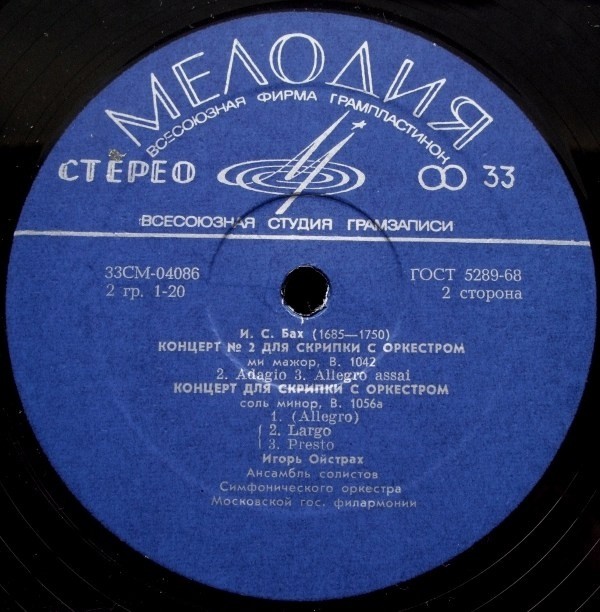 МЕЛОДИЯ
ВСЕСОЮЗНАЯ ФИРМА ГРАМПЛАСТИНОК
СТЕРЕО 33
ВСЕСОЮЗНАЯ СТУДИЯ ГРАМЗАПИСИ
33СМ-04086 ГОСТ 5289-68
2 гр. 1-20 2 сторона
И. С. Бах (1685—1750)
КОНЦЕРТ № 2 ДЛЯ СКРИПКИ С ОРКЕСТРОМ
ми мажор, В. 1042
2. Adagio 3. Allegro assai
КОНЦЕРТ ДЛЯ СКРИПКИ С ОРКЕСТРОМ
соль минор, В. 1056а
1. (Allegro)
2. Largo
3. Presto
Игорь Ойстрах
Ансамбль солистов
Симфонического оркестра
Московской гос. филармонии